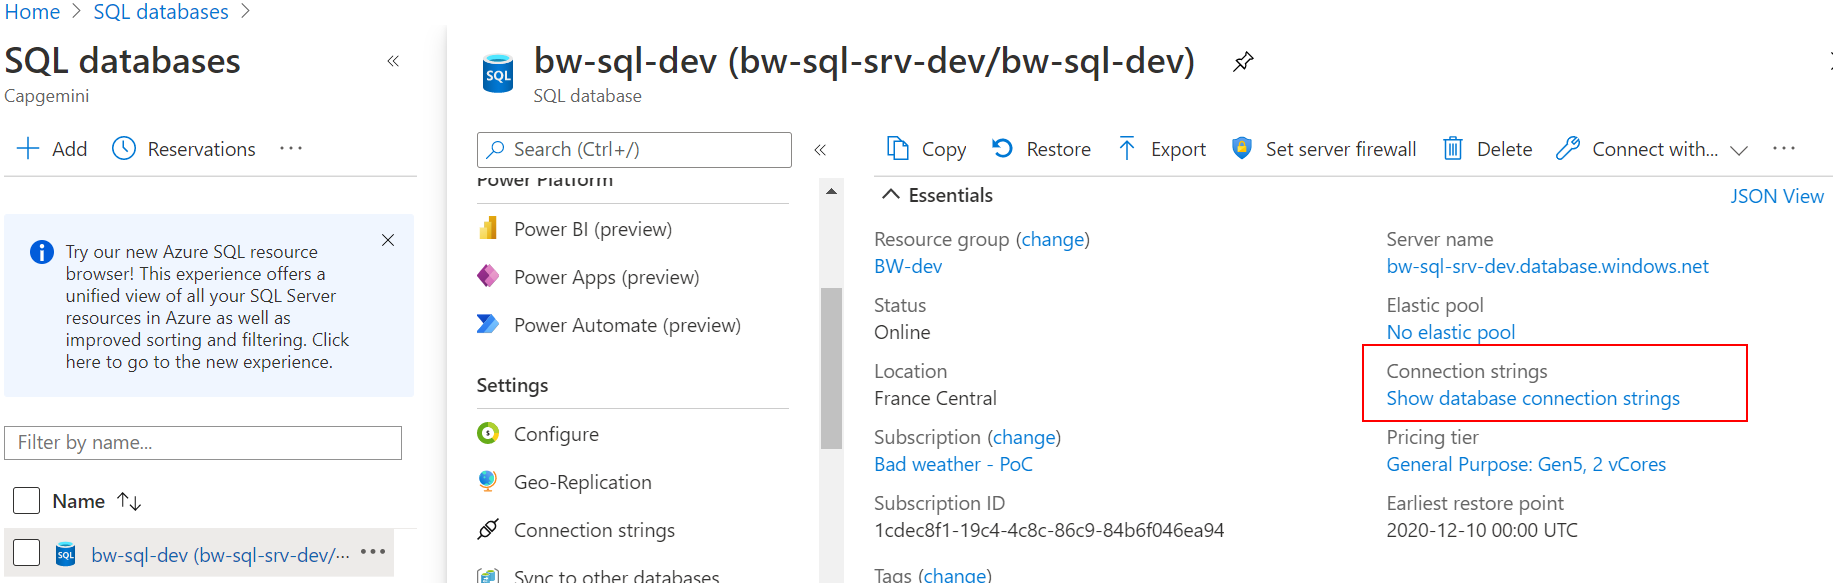 Home > SQL databases >
SQL databases
«
Capgemini
Add
Reservations
...
Try our new Azure SQL resource
browser! This experience offers a
unified view of all your SQL Server
resources in Azure as well as
improved sorting and filtering. Click
here to go to the new experience.
Filter by name...
Name
bw-sql-dev (bw-sql-srv-dev/...
...
SQL
bw-sql-dev (bw-sql-srv-dev/bw-sql-dev)
SQL database
Search (Ctrl+/)
«
Power Platform
Power BI (preview)
Power Apps (preview)
Power Automate (preview)
Settings
Configure
Geo-Replication
Connection strings
Sync to other databases
Copy
Restore
Export
Set server firewall
Delete
Connect with...
...
Essentials
JSON View
Resource group (change)
BW-dev
Status
Online
Location
France Central
Subscription (change)
Bad weather - PoC
Subscription ID
1cdec8f1-19c4-4c8c-86c9-84b6f046ea94
Tags (change)
Server name
bw-sql-srv-dev.database.windows.net
Elastic pool
No elastic pool
Connection strings
Show database connection strings
Pricing tier
General Purpose: Gen5, 2 vCores
Earliest restore point
2020-12-10 00:00 UTC